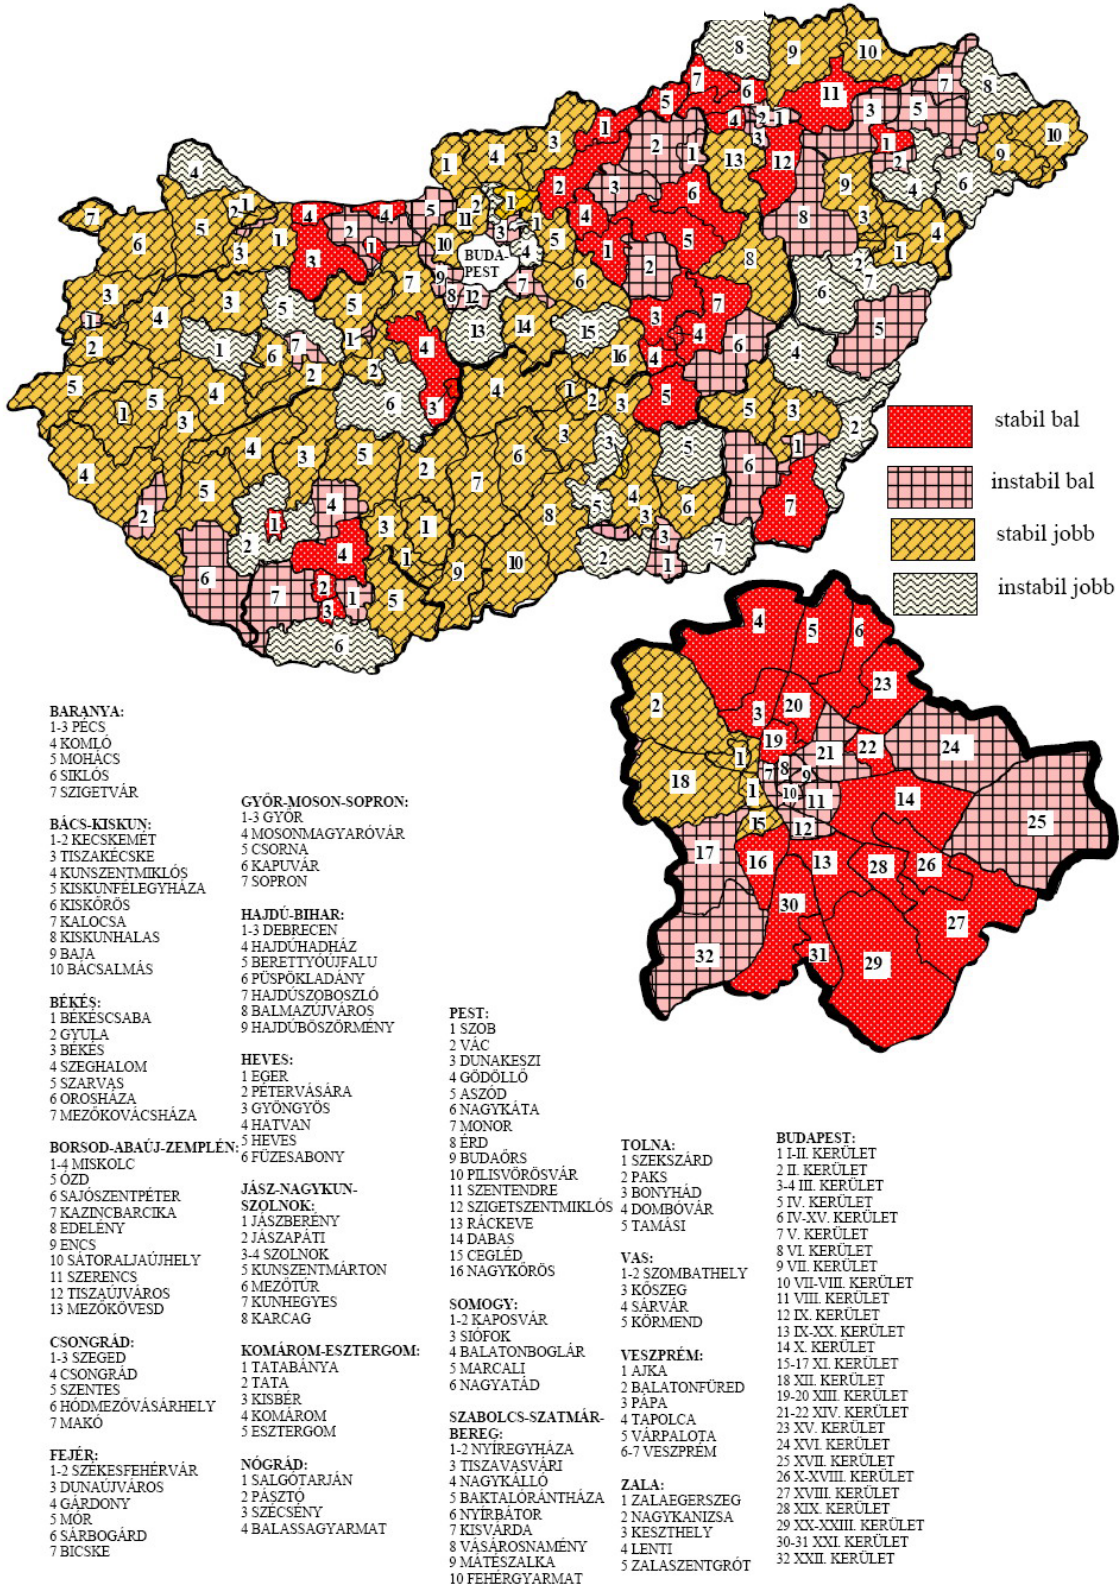 BUDA-
PEST
stabil bal
instabil bal
stabil jobb
instabil jobb
BARANYA:
1-3 PÉCS
4 KOMLÓ
5 MOHÁCS
6 SIKLÓS
7 SZIGETVÁR
BÁCS-KISKUN:
1-2 KECSKEMÉT
3 TISZAKÉCSKE
4 KUNSZENTMIKLÓS
5 KISKUNFÉLEGYHÁZA
6 KISKŐRÖS
7 KALOCSA
8 KISKUNHALAS
9 BAJA
10 BÁCSALMÁS
BÉKÉS:
1 BÉKÉSCSABA
2 GYULA
3 BÉKÉS
4 SZEGHALOM
5 SZARVAS
6 OROSHÁZA
7 MEZŐKOVÁCSHÁZA
BORSOD-ABAÚJ-ZEMPLÉN:
1-4 MISKOLC
5 ÓZD
6 SAJÓSZENTPÉTER
7 KAZINCBARCIKA
8 EDELÉNY
9 ENCS
10 SÁTORALJAÚJHELY
11 SZERENCS
12 TISZAÚJVÁROS
13 MEZŐKÖVESD
CSONGRÁD:
1-3 SZEGED
4 CSONGRÁD
5 SZENTES
6 HÓDMEZŐVÁSÁRHELY
7 MAKÓ
FEJÉR:
1-2 SZÉKESFEHÉRVÁR
3 DUNAÚJVÁROS
4 GÁRDONY
5 MÓR
6 SÁRBOGÁRD
7 BICSKE
GYŐR-MOSON-SOPRON:
1-3 GYŐR
4 MOSONMAGYARÓVÁR
5 CSORNA
6 KAPUVÁR
7 SOPRON
HAJDÚ-BIHAR:
1-3 DEBRECEN
4 HAJDÚHADHÁZ
5 BERETTYÓÚJFALU
6 PÜSPÖKLADÁNY
7 HAJDÚSZOBOSZLÓ
8 BALMAZÚJVÁROS
9 HAJDÚBÖSZÖRMÉNY
HEVES:
1 EGER
2 PÉTERVÁSÁRA
3 GYÖNGYÖS
4 HATVAN
5 HEVES
6 FÜZESABONY
JÁSZ-NAGYKUN-
SZOLNOK:
1 JÁSZBERÉNY
2 JÁSZAPÁTI
3-4 SZOLNOK
5 KUNSZENTMÁRTON
6 MEZŐTÚR
7 KUNHEGYES
8 KARCAG
KOMÁROM-ESZTERGOM:
1 TATABÁNYA
2 TATA
3 KISBÉR
4 KOMÁROM
5 ESZTERGOM
NÓGRÁD:
1 SALGÓTARJÁN
2 PÁSZTÓ
3 SZÉCSÉNY
4 BALASSAGYARMAT
PEST:
1 SZOB
2 VÁC
3 DUNAKESZI
4 GÖDÖLLŐ
5 ASZÓD
6 NAGYKÁTA
7 MONOR
8 ÉRD
9 BUDAÖRS
10 PILISVÖRÖSVÁR
11 SZENTENDRE
12 SZIGETSZENTMIKLÓS
13 RÁCKEVE
14 DABAS
15 CEGLÉD
16 NAGYKŐRÖS
SOMOGY:
1-2 KAPOSVÁR
3 SIÓFOK
4 BALATONBOGLÁR
5 MARCALI
6 NAGYATÁD
SZABOLCS-SZATMÁR-
BEREG:
1-2 NYÍREGYHÁZA
3 TISZAVASVÁRI
4 NAGYKÁLLÓ
5 BAKTALÓRÁNTHÁZA
6 NYÍRBÁTOR
7 KISVÁRDA
8 VÁSÁROSNAMÉNY
9 MÁTÉSZALKA
10 FEHÉRGYARMAT
TOLNA:
1 SZEKSZÁRD
2 PAKS
3 BONYHÁD
4 DOMBÓVÁR
5 TAMÁSI
VAS:
1-2 SZOMBATHELY
3 KŐSZEG
4 SÁRVÁR
5 KÖRMEND
VESZPRÉM:
1 AJKA
2 BALATONFÜRED
3 PÁPA
4 TAPOLCA
5 VÁRPALOTA
6-7 VESZPRÉM
ZALA:
1 ZALAEGERSZEG
2 NAGYKANIZSA
3 KESZTHELY
4 LENTI
5 ZALASZENTGRÓT
BUDAPEST:
1 I-II. KERÜLET
2 II. KERÜLET
3-4 III. KERÜLET
5 IV. KERÜLET
6 IV-XV. KERÜLET
7 V. KERÜLET
8 VI. KERÜLET
9 VII. KERÜLET
10 VII-VIII. KERÜLET
11 VIII. KERÜLET
12 IX. KERÜLET
13 IX-XX. KERÜLET
14 X. KERÜLET
15-17 XI. KERÜLET
18 XII. KERÜLET
19-20 XIII. KERÜLET
21-22 XIV. KERÜLET
23 XV. KERÜLET
24 XVI. KERÜLET
25 XVII. KERÜLET
26 X-XVIII. KERÜLET
27 XVIII. KERÜLET
28 XIX. KERÜLET
29 XX-XXIII. KERÜLET
30-31 XXI. KERÜLET
32 XXII. KERÜLET